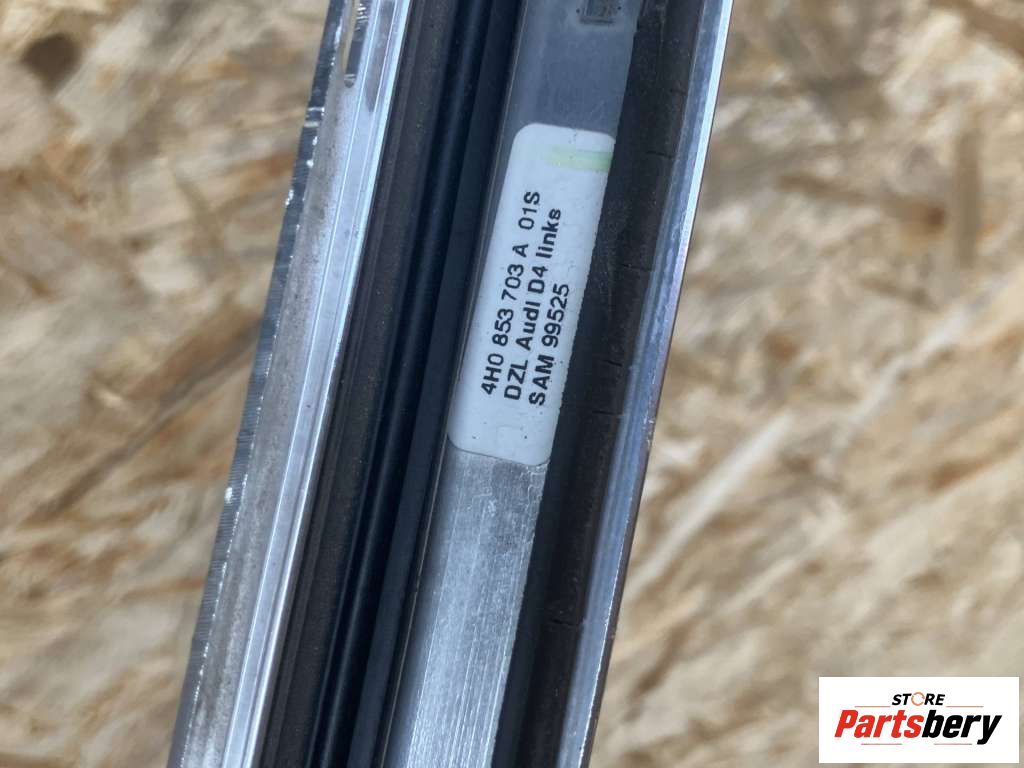 4H0 853 703 A 01S
DZL Audi D4 links
SAM 99525
STORE
Partsbery